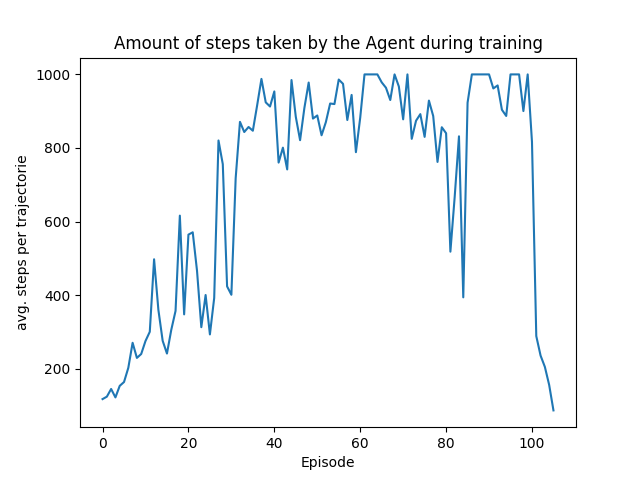 Amount of steps taken by the Agent during training
1000
800
600
400
200
avg. steps per trajectorie
0 20 40 60 80 100
Episode